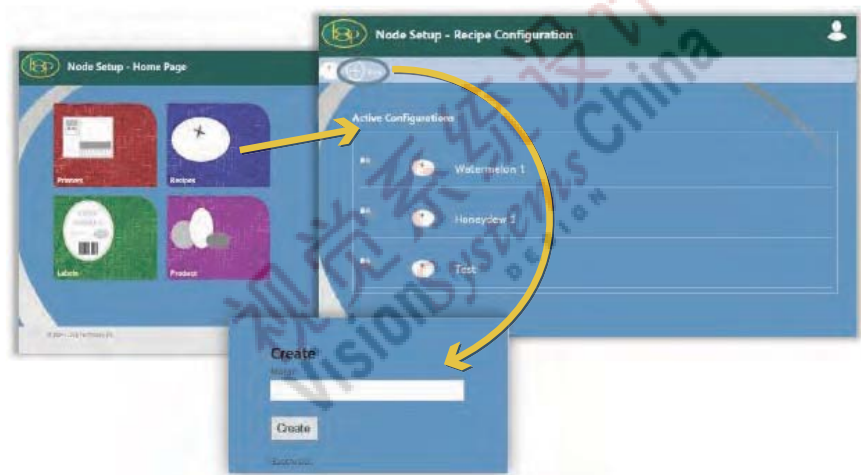 Node Setup - Home Page
Printers
Recipes
Labels
Product
Node Setup - Recipe Configuration
Active Configurations
Watermelon 1
Honeydew 1
Test
Create
Name
Create
视觉系统设计
Vision Systems China
DESIGN